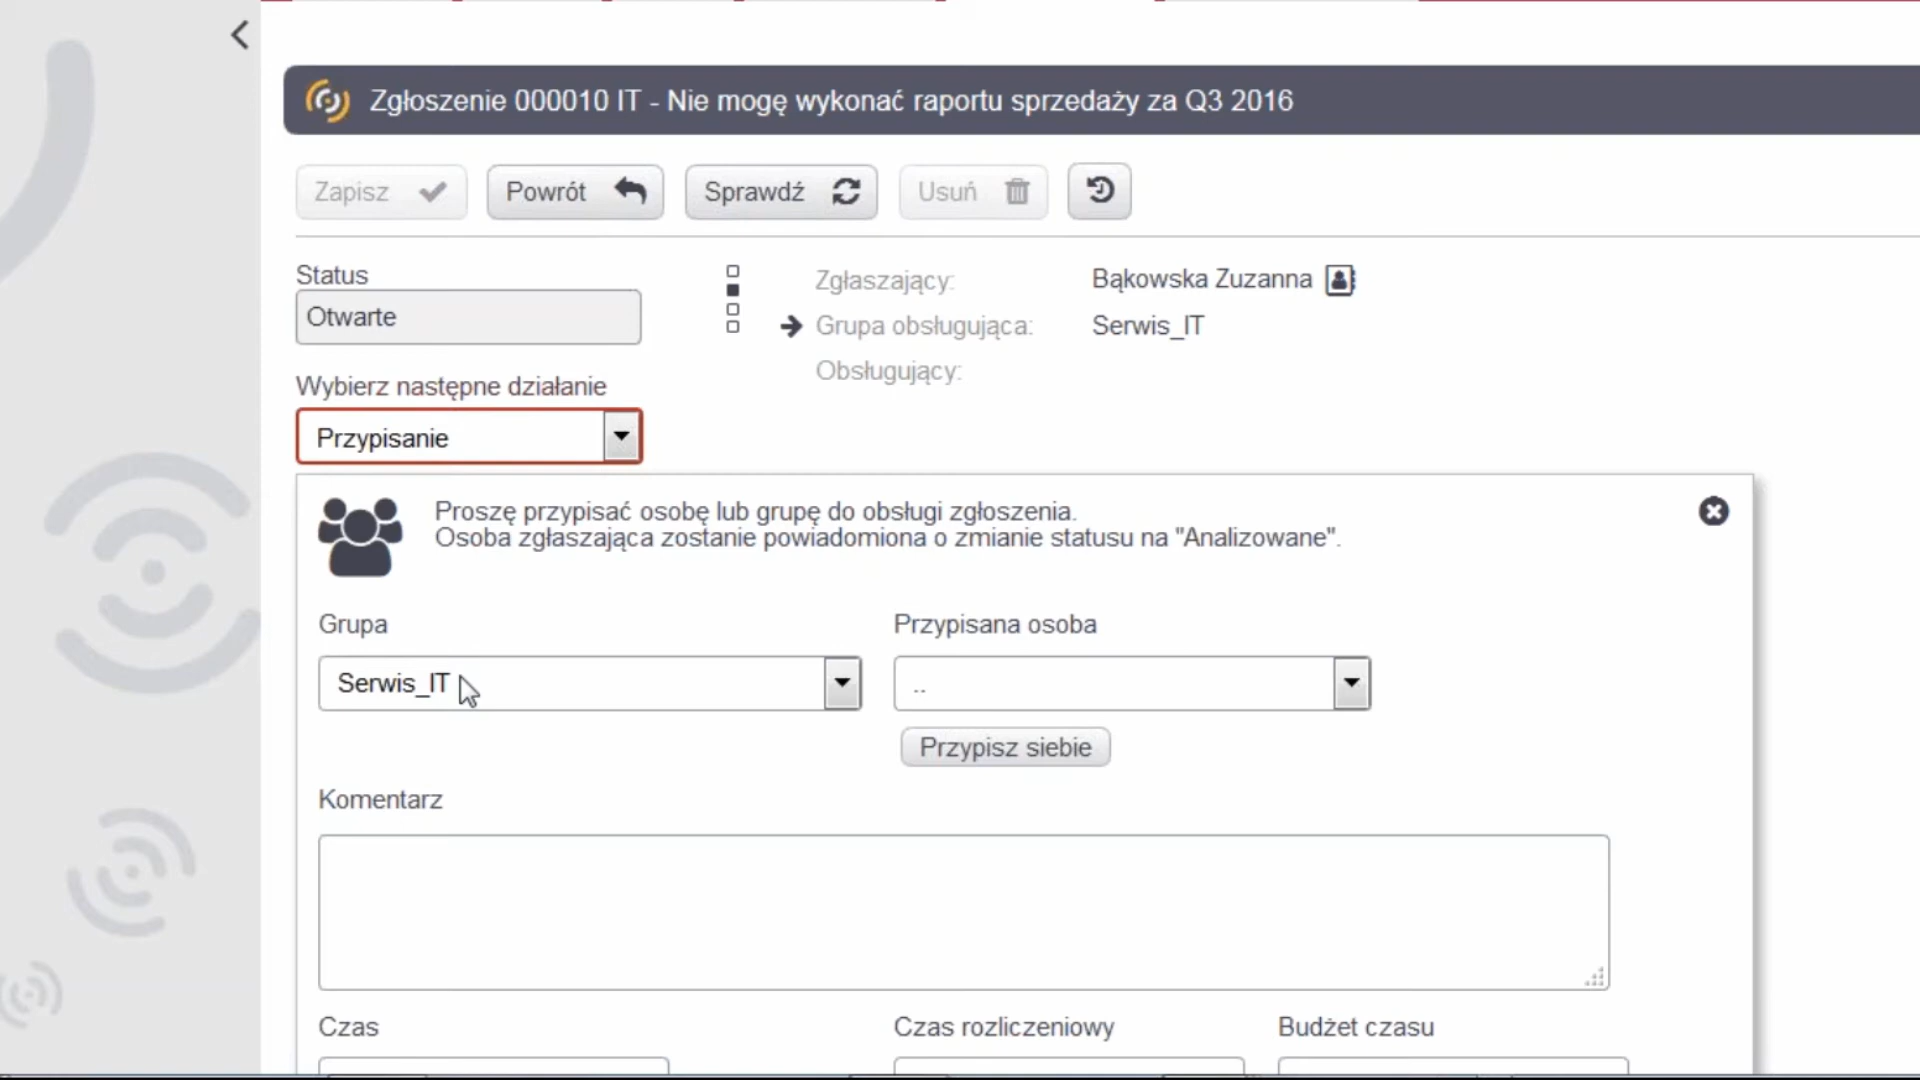 Zgłoszenie 000010 IT - Nie mogę wykonać raportu sprzedaży za Q3 2016
Zapisz Powrót Sprawdź Usuń
Status
Otwarte
Zgłaszający: Bąkowska Zuzanna
Grupa obsługująca: Serwis_IT
Obsługujący:
Wybierz następne działanie
Przypisanie
Proszę przypisać osobę lub grupę do obsługi zgłoszenia.
Osoba zgłaszająca zostanie powiadomiona o zmianie statusu na "Analizowane".
Grupa Przypisana osoba
Serwis_IT ..
Przypisz siebie
Komentarz
Czas Czas rozliczeniowy Budżet czasu